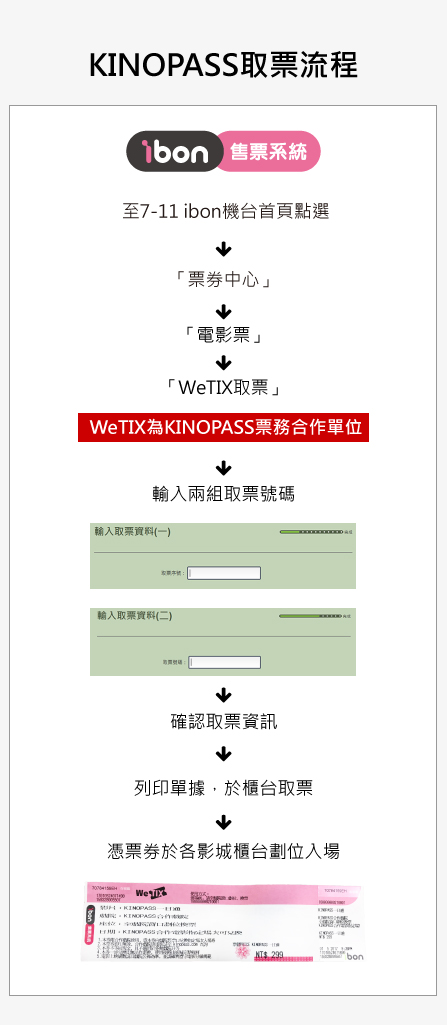 KINOPASS取票流程
ibon 售票系統
至7-11 ibon機台首頁點選
「票券中心」
「電影票」
「WeTIX取票」
WeTIX為KINOPASS票務合作單位
輸入兩組取票號碼
輸入取票資料(一)
取票序號：
輸入取票資料(二)
確認取票資訊
列印單據，於櫃台取票
憑票券於各影城櫃台劃位入場
WeTIX
ibon 售票系統
KINOPASS
NT$ 299
ibon